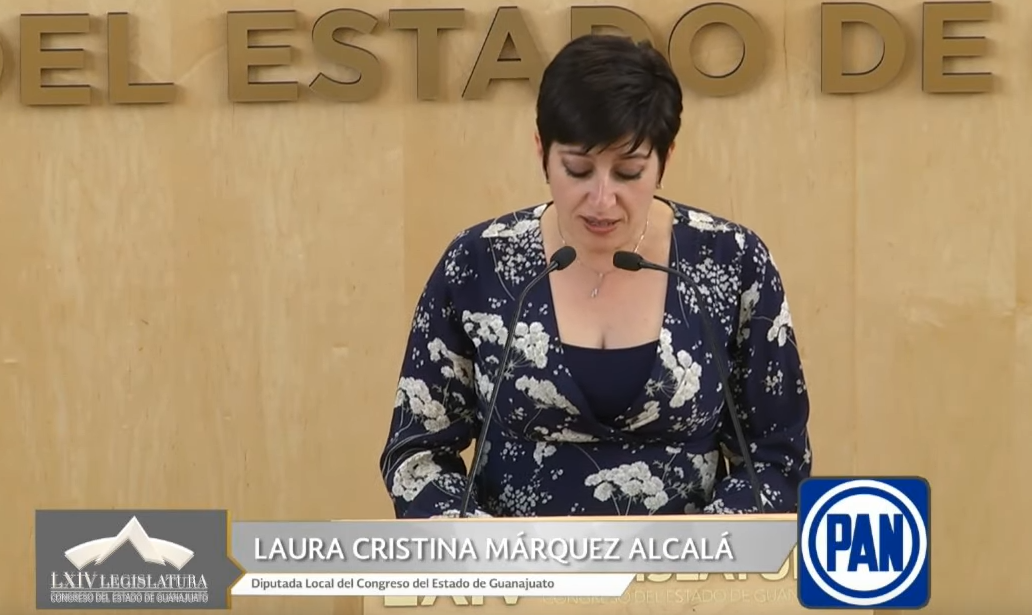 DEL ESTADO DE
LAURA CRISTINA MÁRQUEZ ALCALÁ
Diputada Local del Congreso del Estado de Guanajuato
LXIV LEGISLATURA
CONGRESO DEL ESTADO DE GUANAJUATO
PAN